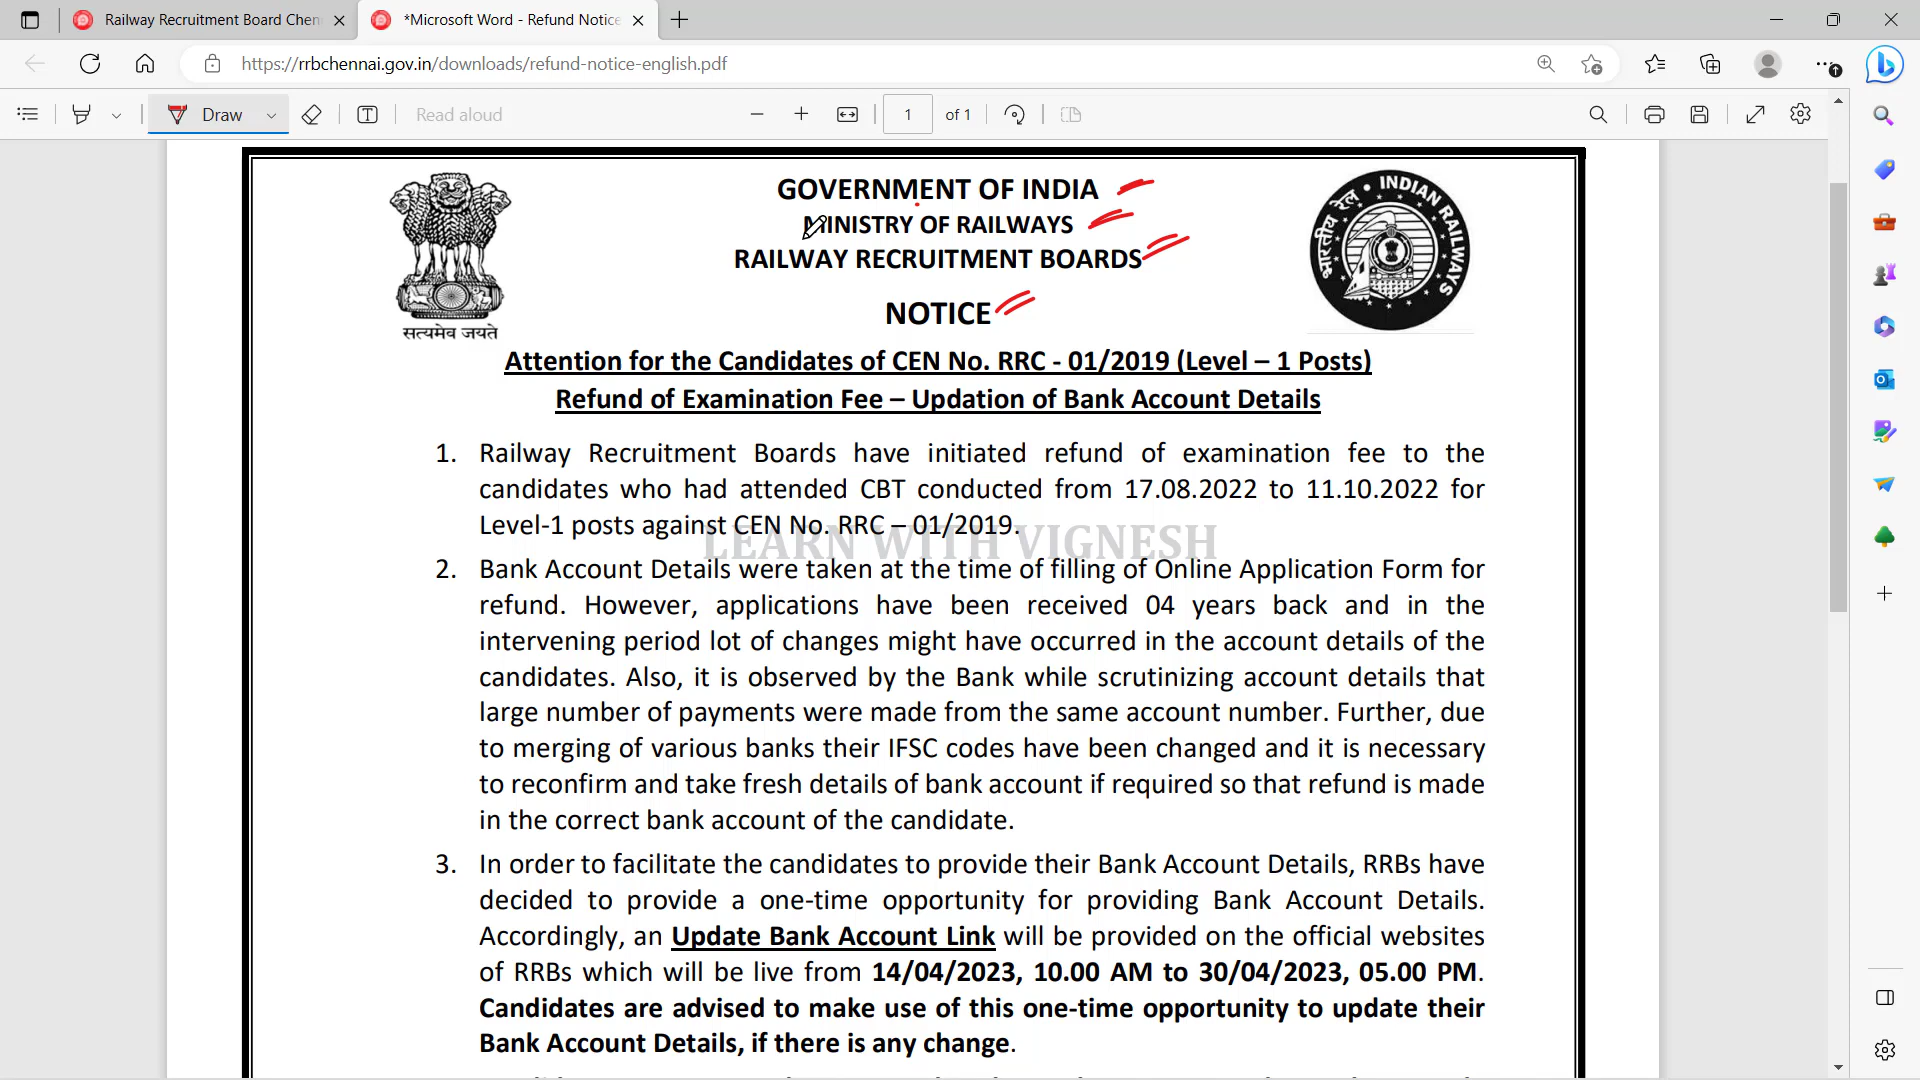 Railway Recruitment Board Chen
*Microsoft Word - Refund Notice
https://rrbchennai.gov.in/downloads/refund-notice-english.pdf
Draw
Read aloud
1 of 1
GOVERNMENT OF INDIA
MINISTRY OF RAILWAYS
RAILWAY RECRUITMENT BOARDS
NOTICE
सत्यमेव जयते
भारतीय रेल • INDIAN RAILWAYS
Attention for the Candidates of CEN No. RRC - 01/2019 (Level – 1 Posts)
Refund of Examination Fee – Updation of Bank Account Details
1. Railway Recruitment Boards have initiated refund of examination fee to the
candidates who had attended CBT conducted from 17.08.2022 to 11.10.2022 for
Level-1 posts against CEN No. RRC – 01/2019.
LEARN WITH VIGNESH
2. Bank Account Details were taken at the time of filling of Online Application Form for
refund. However, applications have been received 04 years back and in the
intervening period lot of changes might have occurred in the account details of the
candidates. Also, it is observed by the Bank while scrutinizing account details that
large number of payments were made from the same account number. Further, due
to merging of various banks their IFSC codes have been changed and it is necessary
to reconfirm and take fresh details of bank account if required so that refund is made
in the correct bank account of the candidate.
3. In order to facilitate the candidates to provide their Bank Account Details, RRBs have
decided to provide a one-time opportunity for providing Bank Account Details.
Accordingly, an Update Bank Account Link will be provided on the official websites
of RRBs which will be live from 14/04/2023, 10.00 AM to 30/04/2023, 05.00 PM.
Candidates are advised to make use of this one-time opportunity to update their
Bank Account Details, if there is any change.